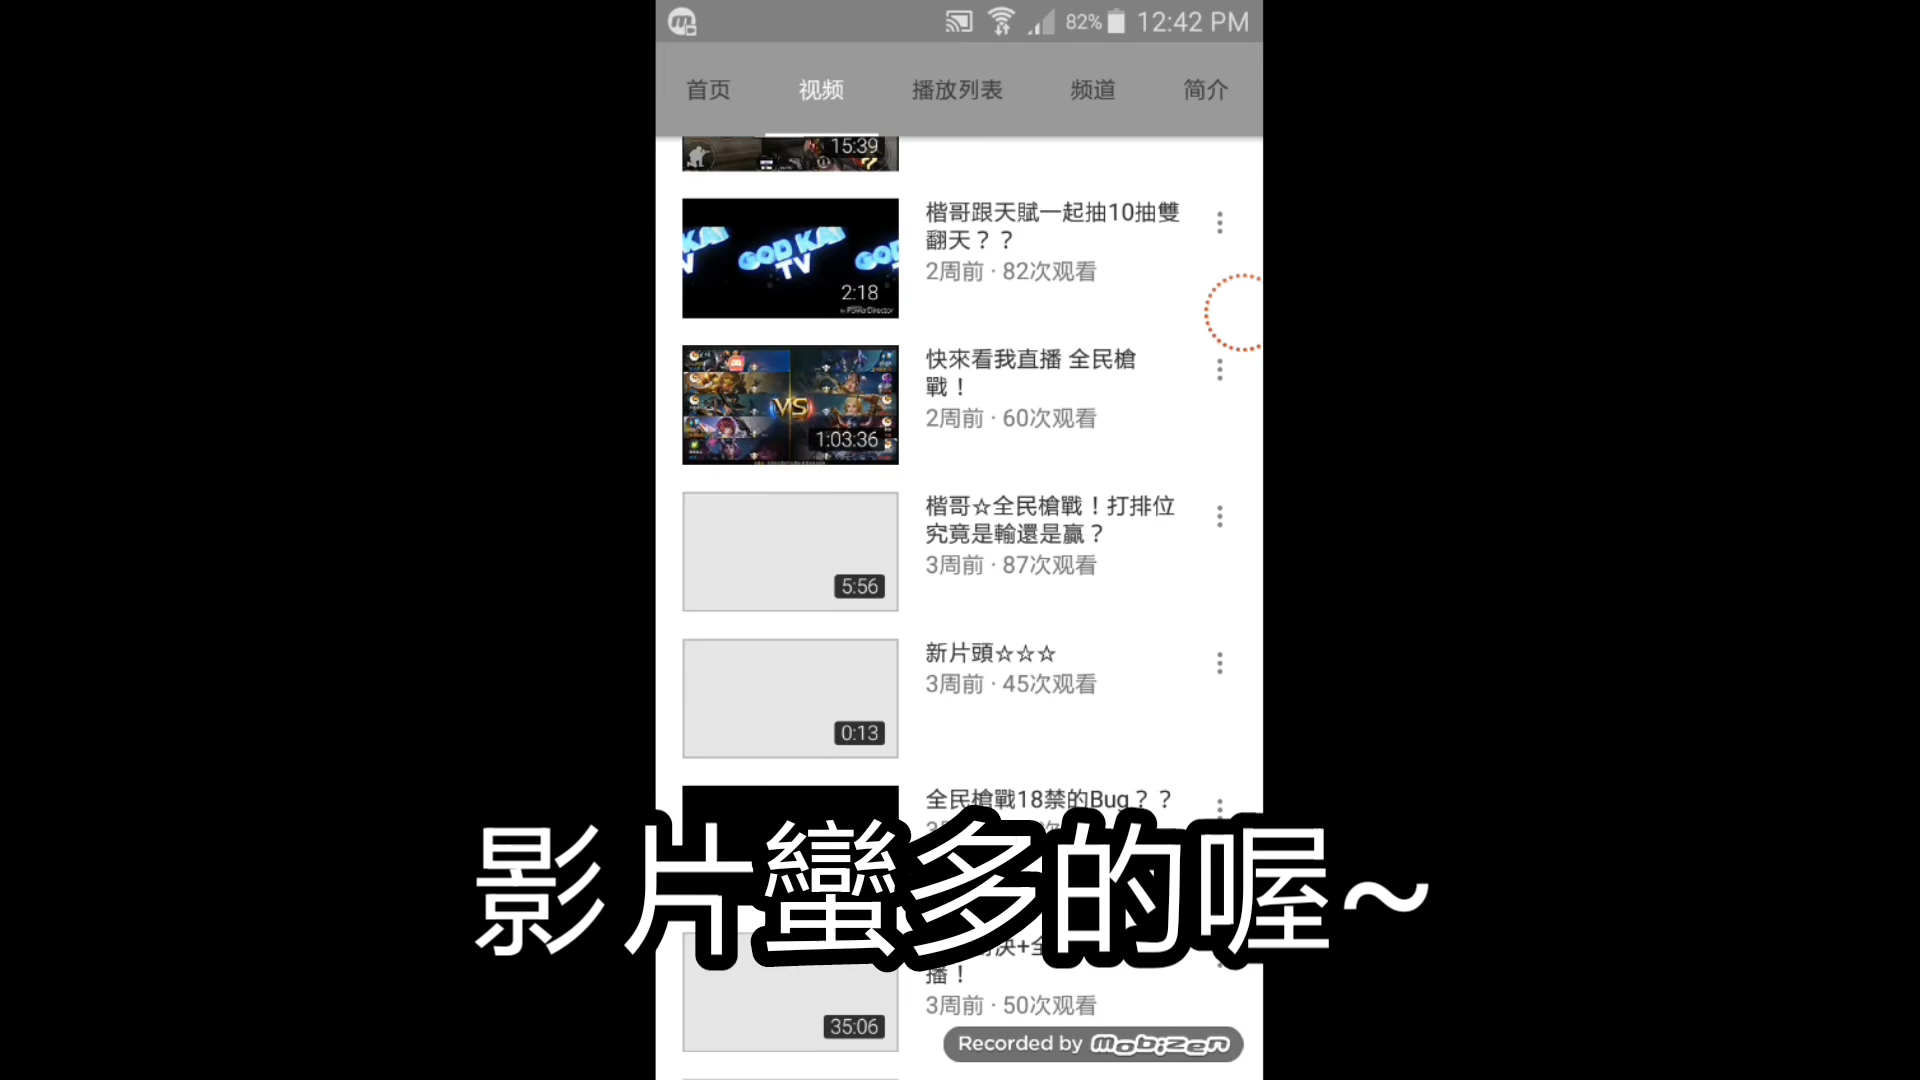 82% 12:42 PM
首页 视频 播放列表 频道 简介
15:39
楷哥跟天賦一起抽10抽雙
翻天？？
2周前 · 82次观看
GOD KAI
TV
2:18
by PowerDirector
快來看我直播 全民槍
戰！
2周前 · 60次观看
VS
1:03:36
楷哥☆全民槍戰！打排位
究竟是輸還是贏？
3周前 · 87次观看
5:56
新片頭☆☆☆
3周前 · 45次观看
0:13
全民槍戰18禁的Bug？？
影片蠻多的喔~
播！
3周前 · 50次观看
35:06
Recorded by mobizen